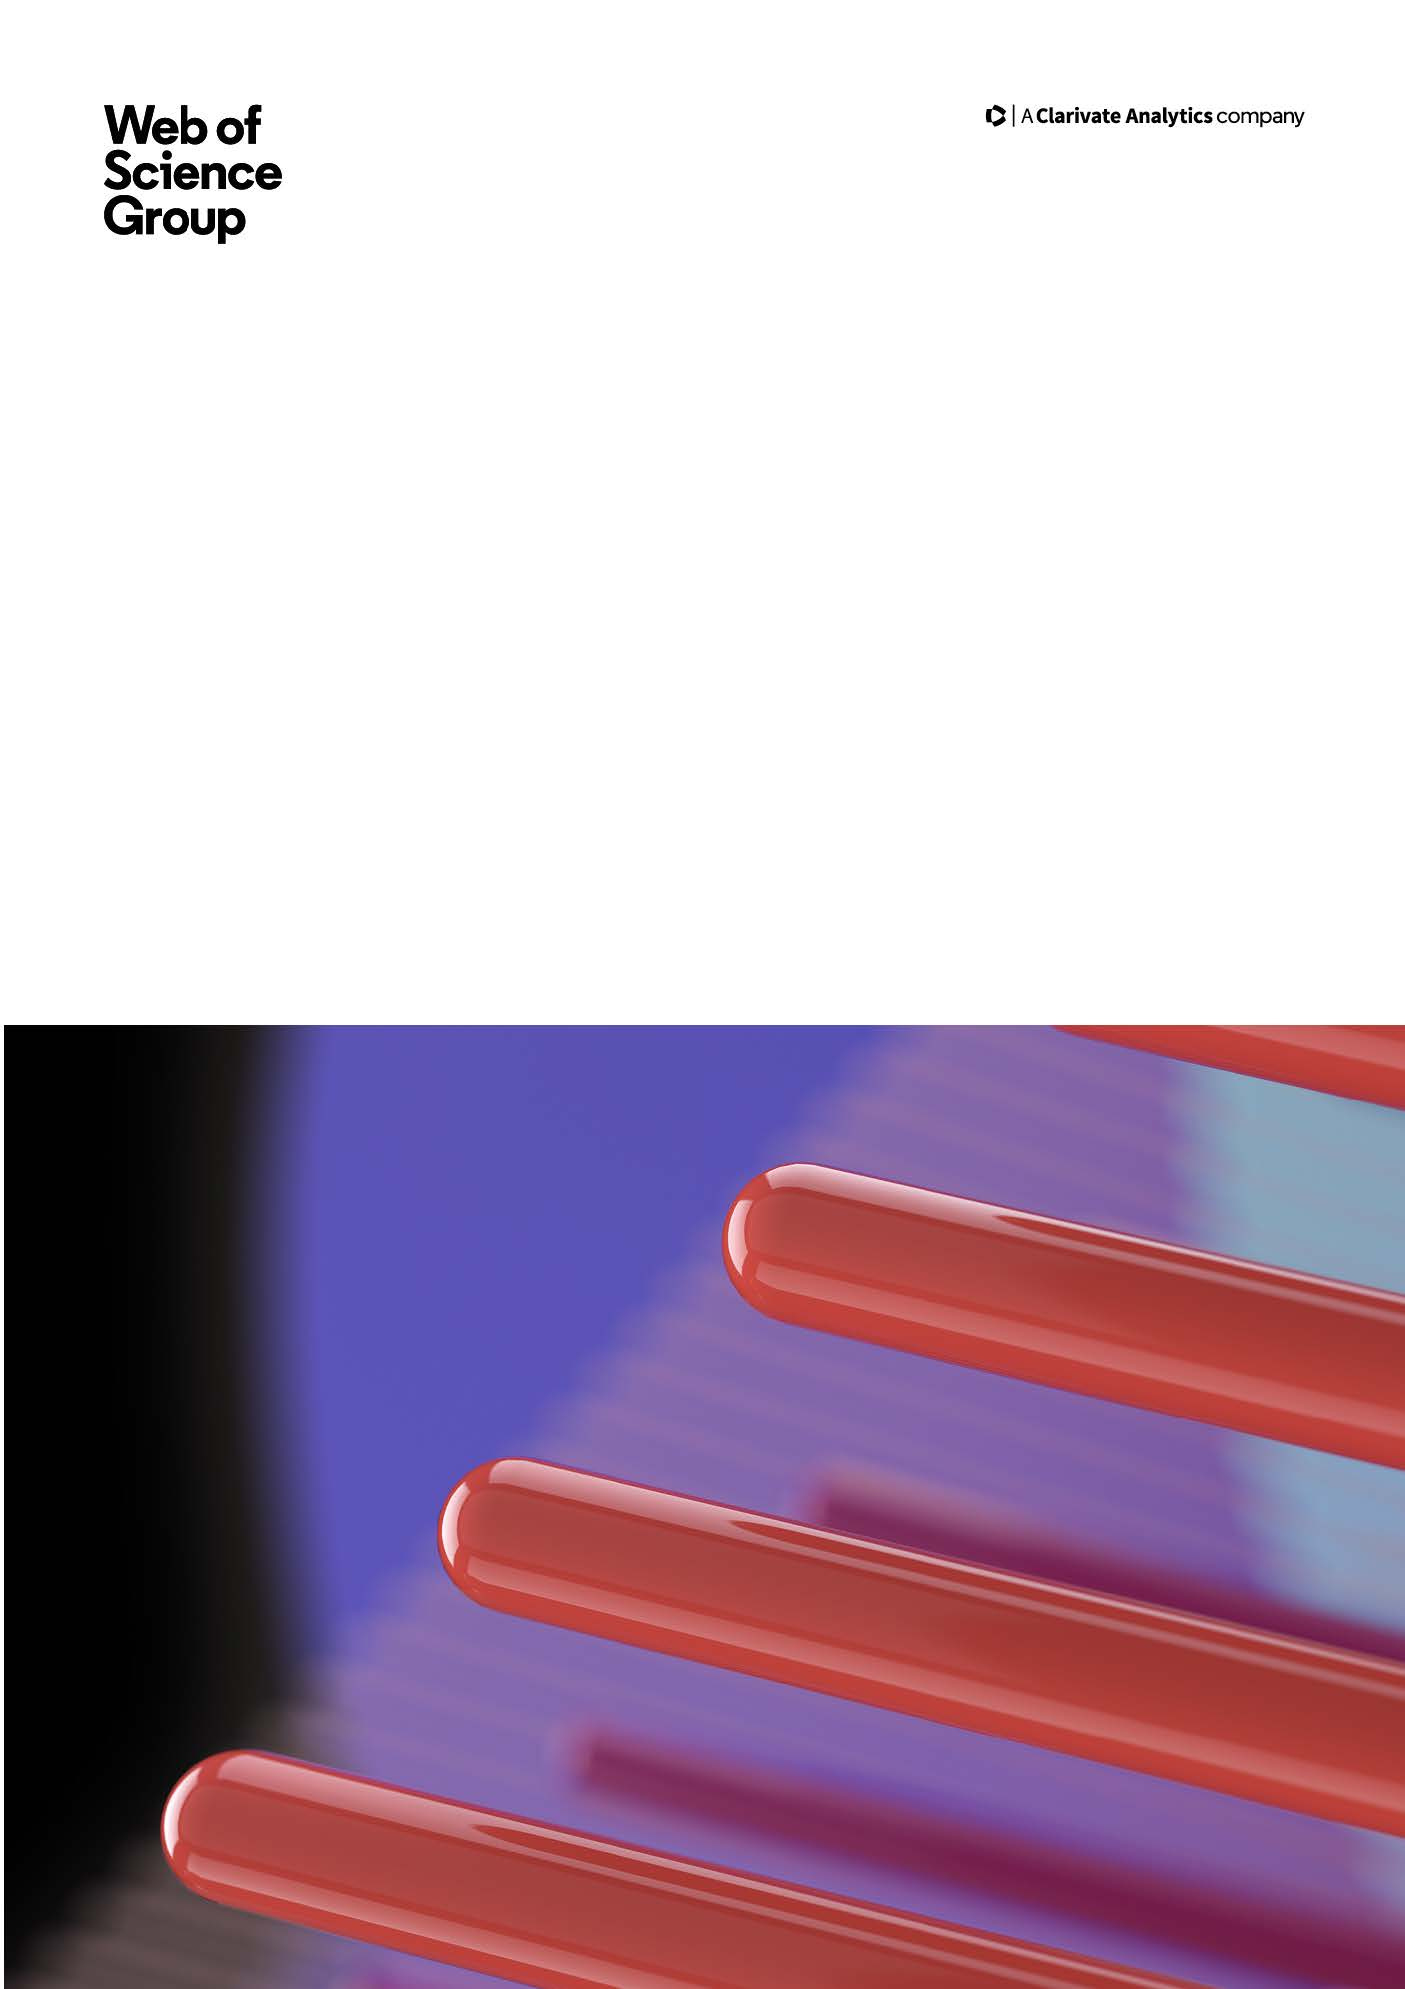 Web of
Science
Group
A Clarivate Analytics company